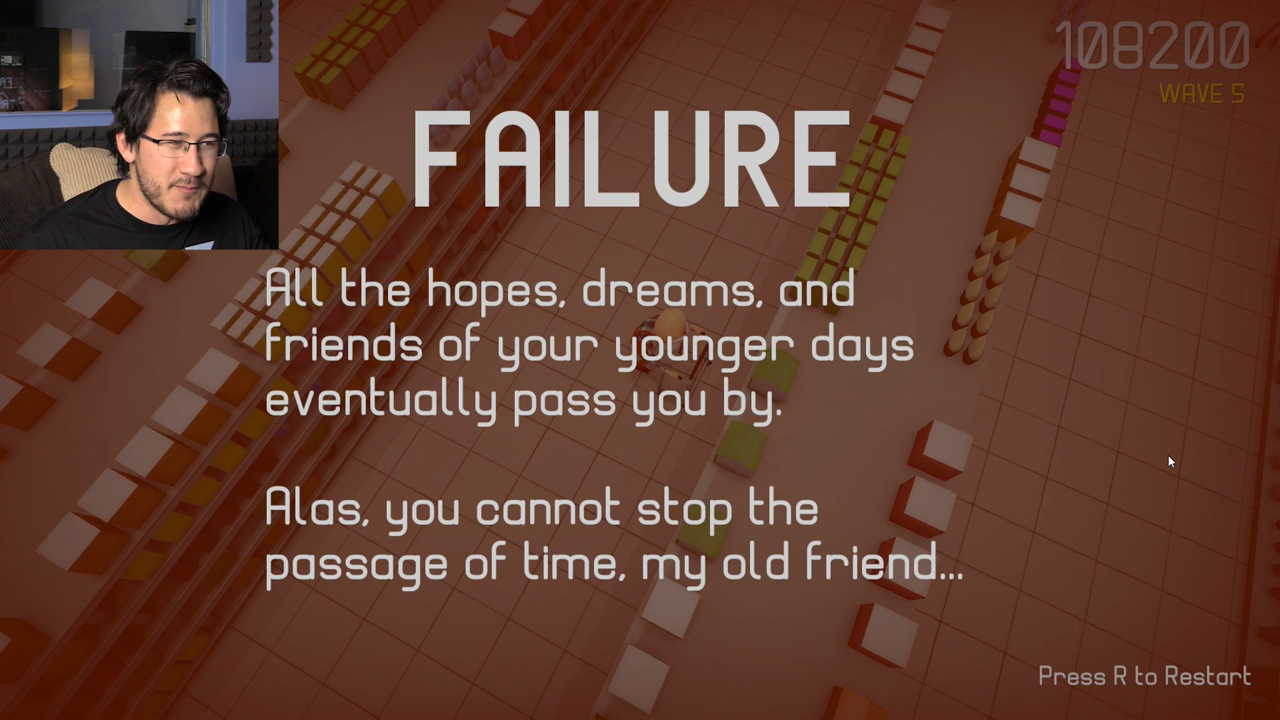 108200
WAVE 5
FAILURE
All the hopes, dreams, and
friends of your younger days
eventually pass you by.
Alas, you cannot stop the
passage of time, my old friend...
Press R to Restart